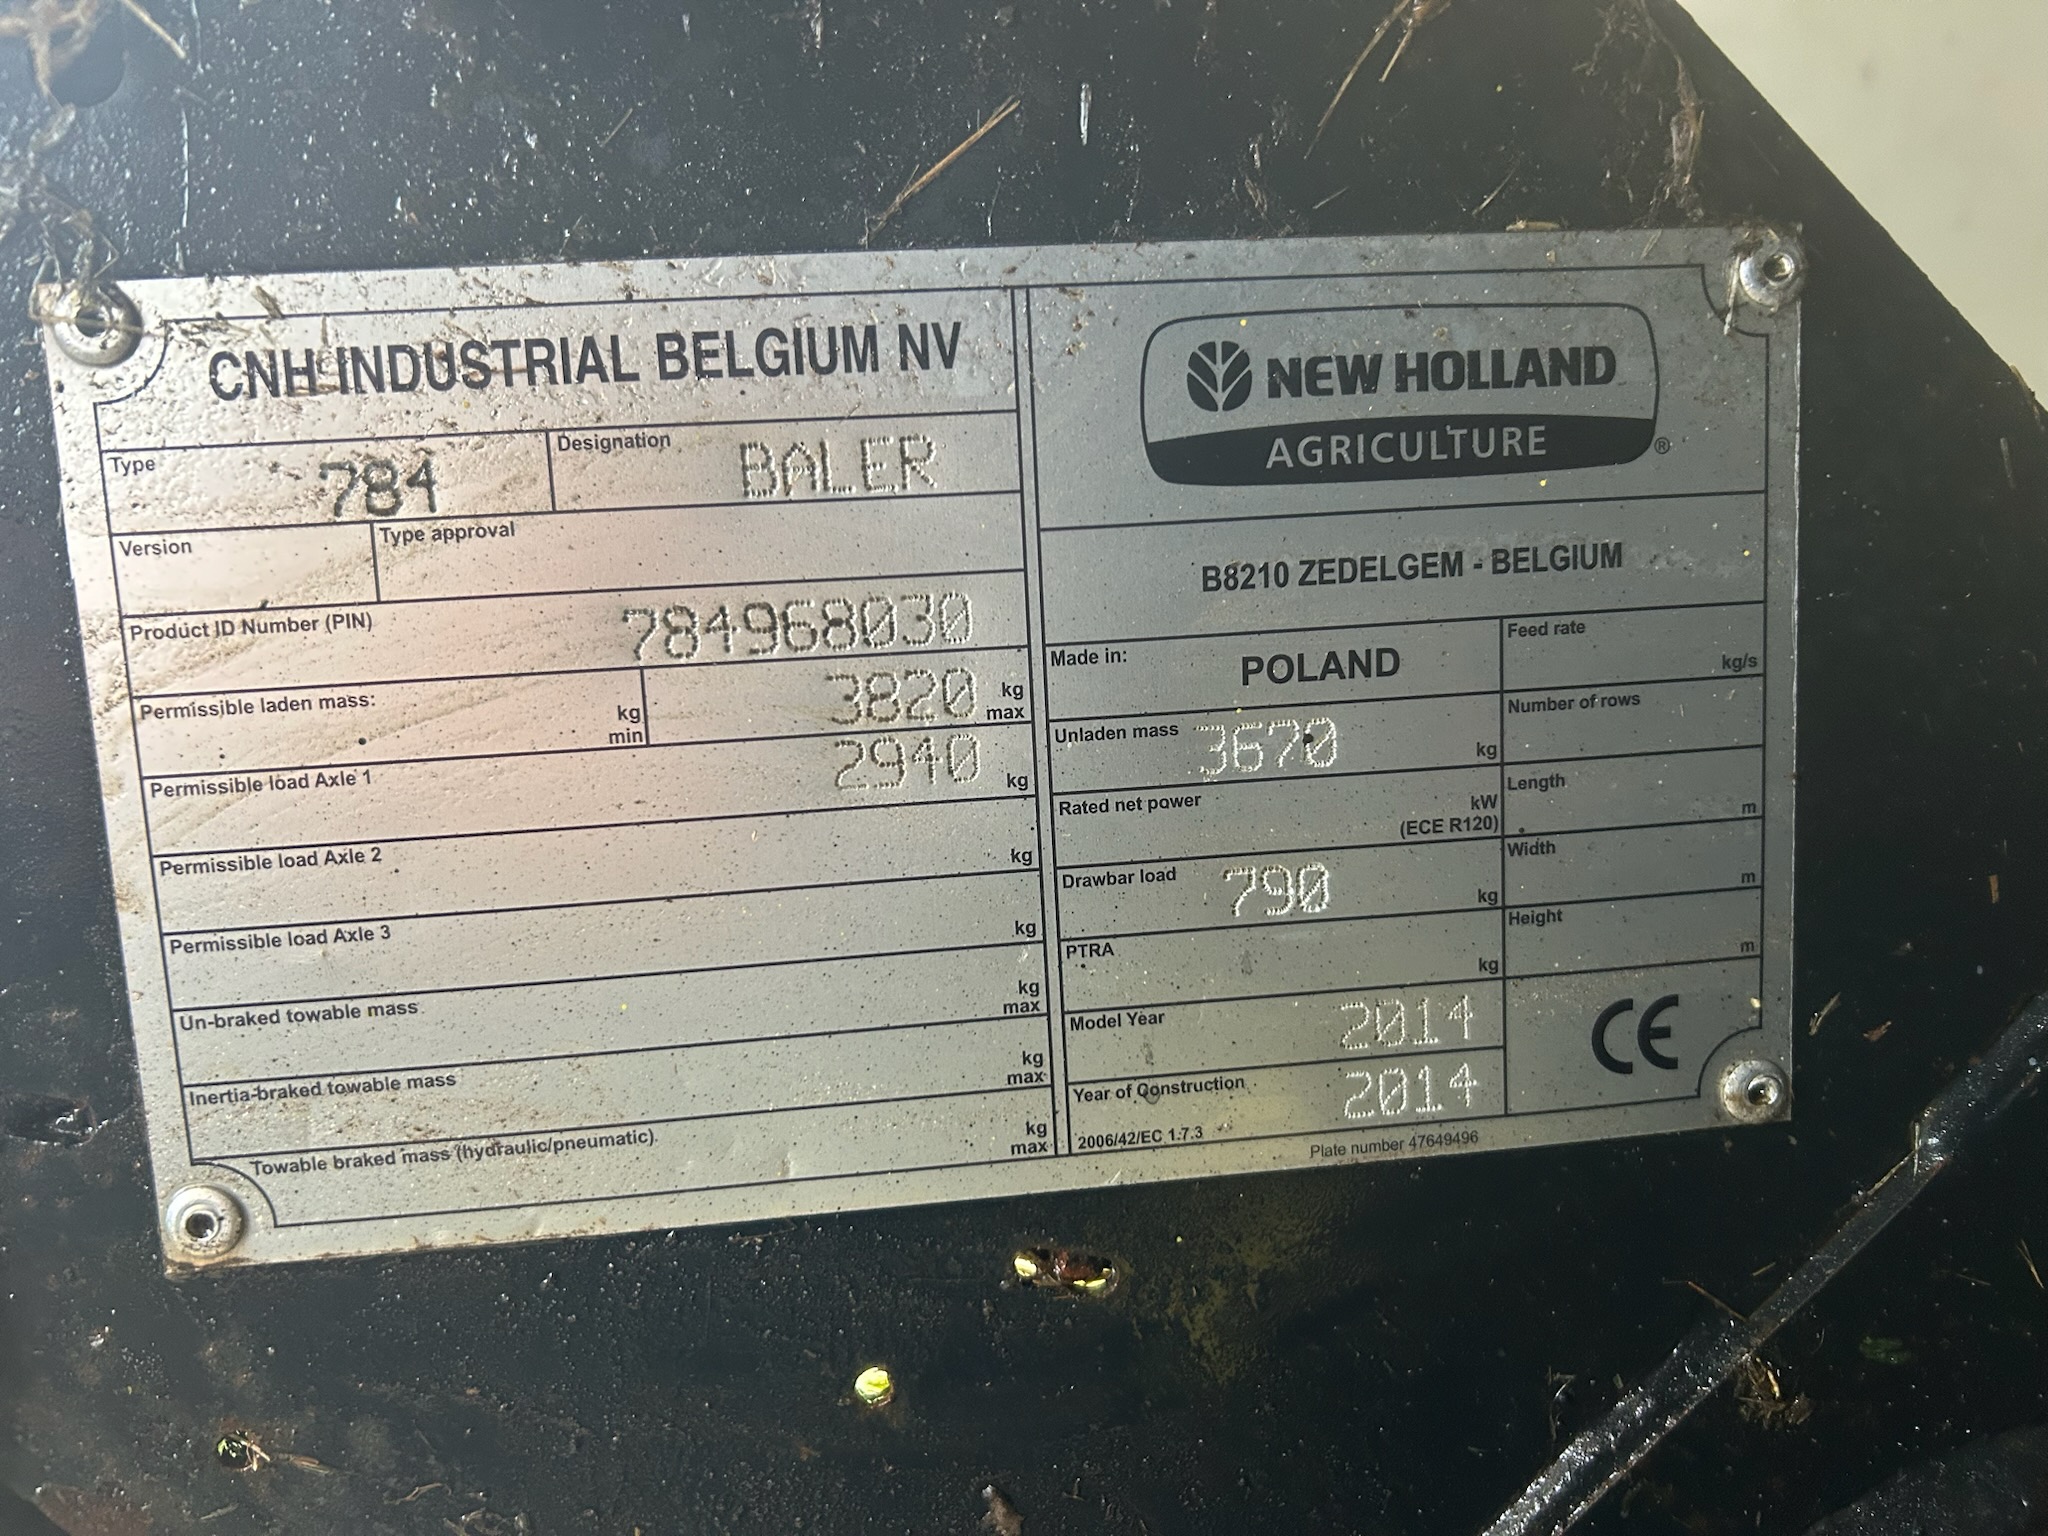 CNH INDUSTRIAL BELGIUM NV
Type 784 Designation BALER
Version Type approval
Product ID Number (PIN) 784968030
Permissible laden mass: kg min 3820 kg max
Permissible load Axle 1 2940 kg
Permissible load Axle 2 kg
Permissible load Axle 3 kg
Un-braked towable mass kg max
Inertia-braked towable mass kg max
Towable braked mass (hydraulic/pneumatic) kg max
NEW HOLLAND
AGRICULTURE ®
B8210 ZEDELGEM - BELGIUM
Made in: POLAND
Unladen mass 3670 kg
Rated net power kW (ECE R120)
Drawbar load 790 kg
PTRA kg
Model Year 2014
Year of Construction 2014
2006/42/EC 1.7.3
Feed rate kg/s
Number of rows
Length m
Width m
Height m
CE
Plate number 47649496